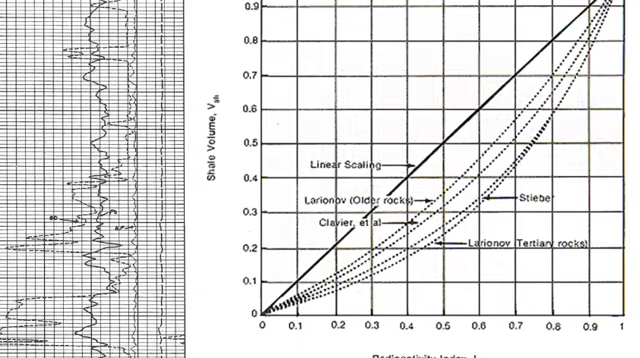 0.9
0.8
0.7
0.6
0.5
0.4
0.3
0.2
0.1
0
Shale Volume, Vsh
Linear Scaling
Larionov (Older rocks)
Clavier, et al
Stieber
Larionov (Tertiary rocks)
0 0.1 0.2 0.3 0.4 0.5 0.6 0.7 0.8 0.9 1
Radioactivity Index, I